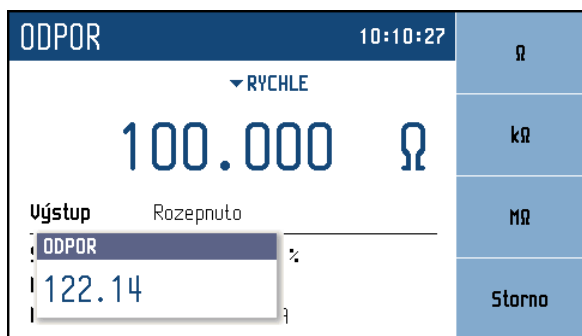 ODPOR 10:10:27
RYCHLE
100.000 Ω
Výstup Rozepnuto
%
ODPOR
122.14
Ω
kΩ
MΩ
Storno